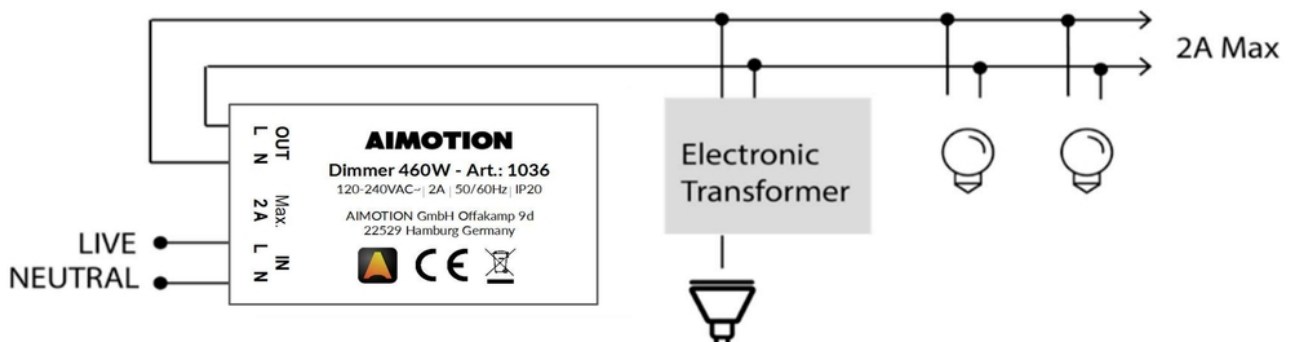 2A Max
OUT
L N
Max.
2A
IN
L N
AIMOTION
Dimmer 460W - Art.: 1036
120-240VAC~| 2A | 50/60Hz | IP20
AIMOTION GmbH Offakamp 9d
22529 Hamburg Germany
CE
LIVE
NEUTRAL
Electronic
Transformer